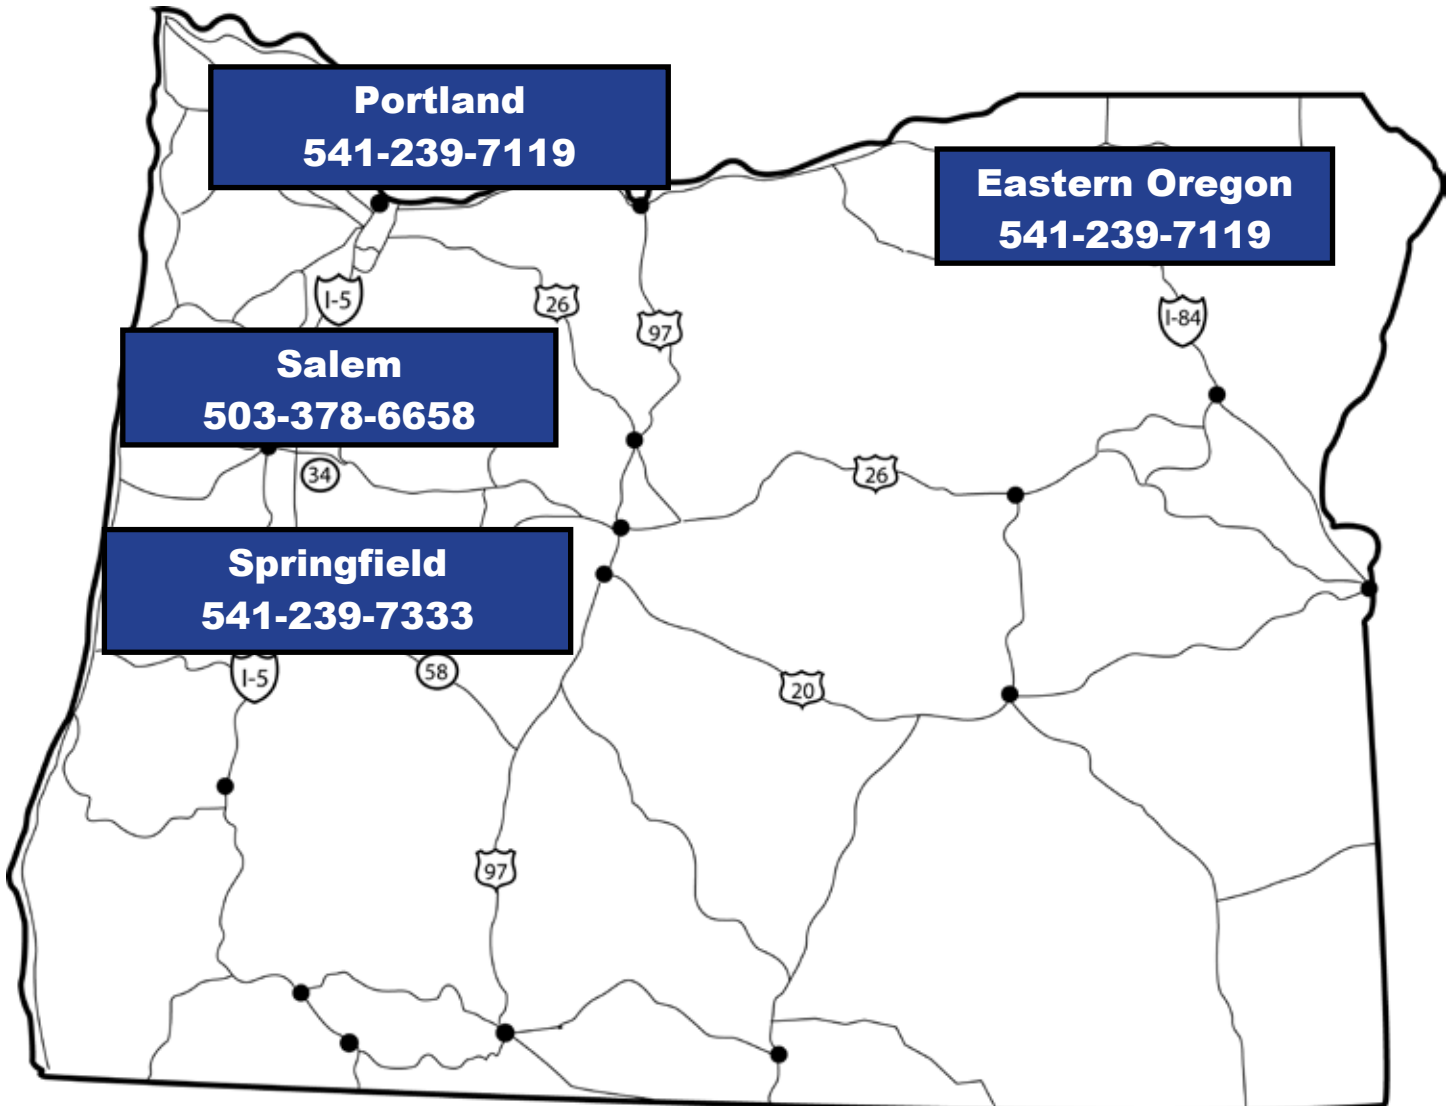 Portland
541-239-7119
Eastern Oregon
541-239-7119
I-5
26
97
I-84
Salem
503-378-6658
34
26
Springfield
541-239-7333
I-5
58
20
97